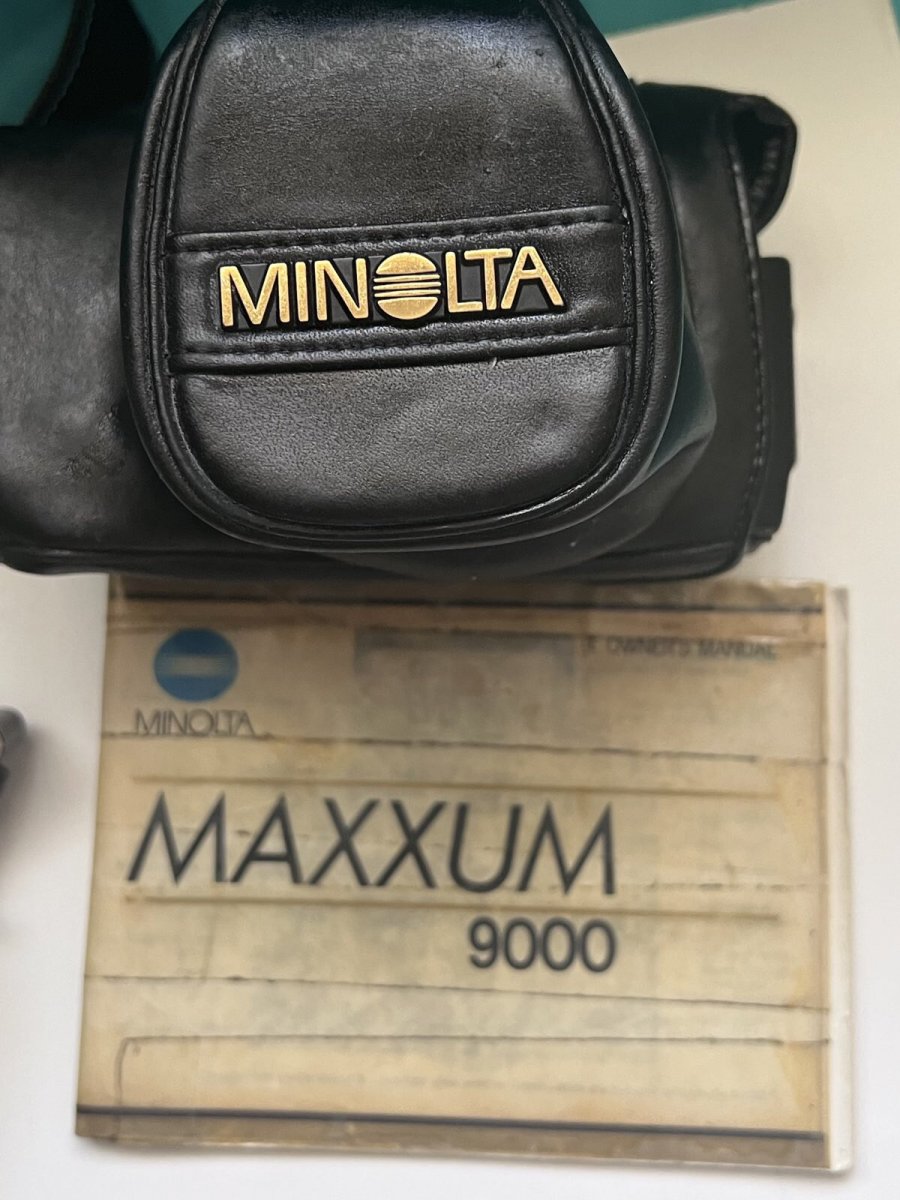 MINOLTA
OWNER'S MANUAL
MINOLTA
MAXXUM
9000